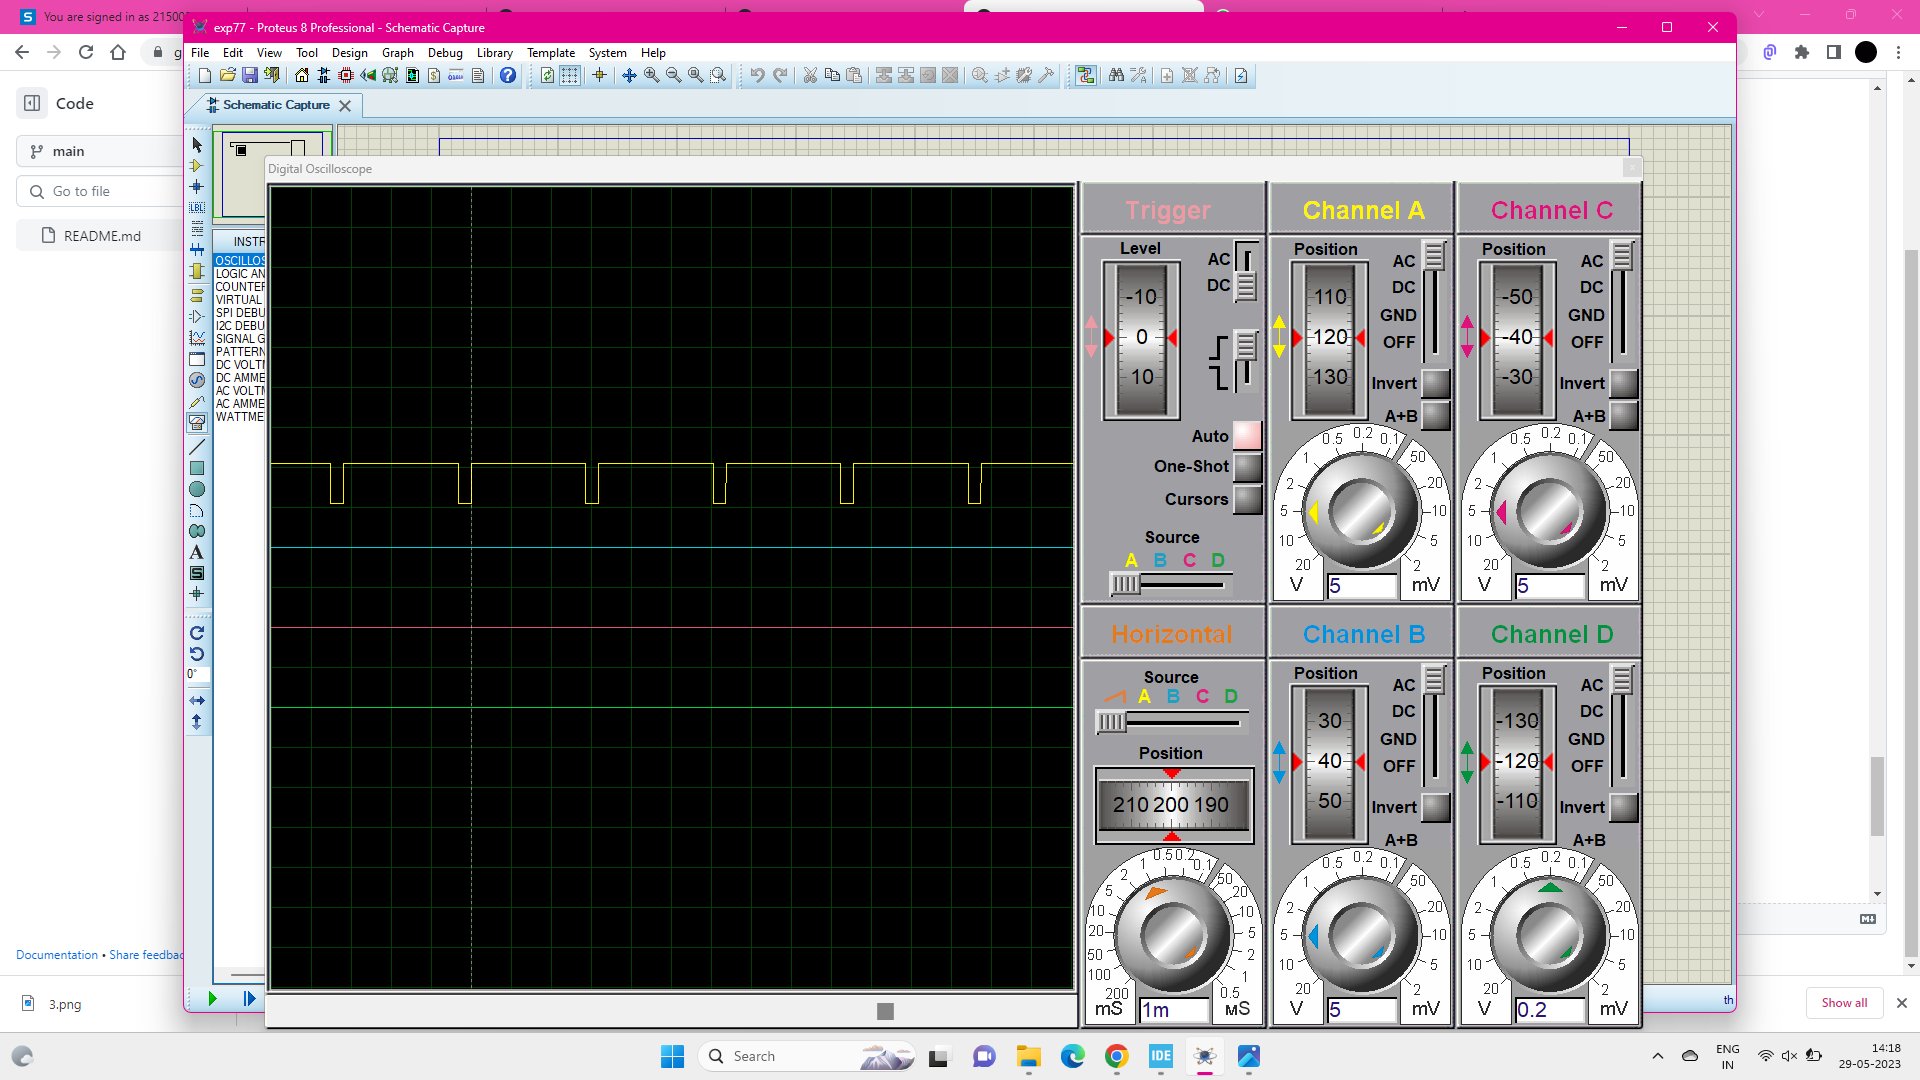 You are signed in as 21500
exp77 - Proteus 8 Professional - Schematic Capture
File Edit View Tool Design Graph Debug Library Template System Help
Schematic Capture
Code
main
Go to file
README.md
Documentation • Share feedbac
3.png
INSTR
OSCILLOS
LOGIC AN
COUNTER
VIRTUAL
SPI DEBU
I2C DEBU
SIGNAL G
PATTERN
DC VOLTM
DC AMME
AC VOLTM
AC AMME
WATTME
LBL
A
S
0°
Digital Oscilloscope
Trigger
Level
-10
0
10
AC
DC
Auto
One-Shot
Cursors
Source
A B C D
Channel A
Position
110
120
130
AC
DC
GND
OFF
Invert
A+B
20 10 5 2 1 0.5 0.2 0.1 50 20 10 5 2
V 5 mV
Channel C
Position
-50
-40
-30
AC
DC
GND
OFF
Invert
A+B
20 10 5 2 1 0.5 0.2 0.1 50 20 10 5 2
V 5 mV
Horizontal
Source
A B C D
Position
210 200 190
200 100 50 20 10 5 2 1 0.5 0.2 0.1 50 20 10 5 2 1 0.5
mS 1m µS
Channel B
Position
30
40
50
AC
DC
GND
OFF
Invert
A+B
20 10 5 2 1 0.5 0.2 0.1 50 20 10 5 2
V 5 mV
Channel D
Position
-130
-120
-110
AC
DC
GND
OFF
Invert
A+B
20 10 5 2 1 0.5 0.2 0.1 50 20 10 5 2
V 0.2 mV
th
Show all
Search
IDE
ENG
IN
14:18
29-05-2023